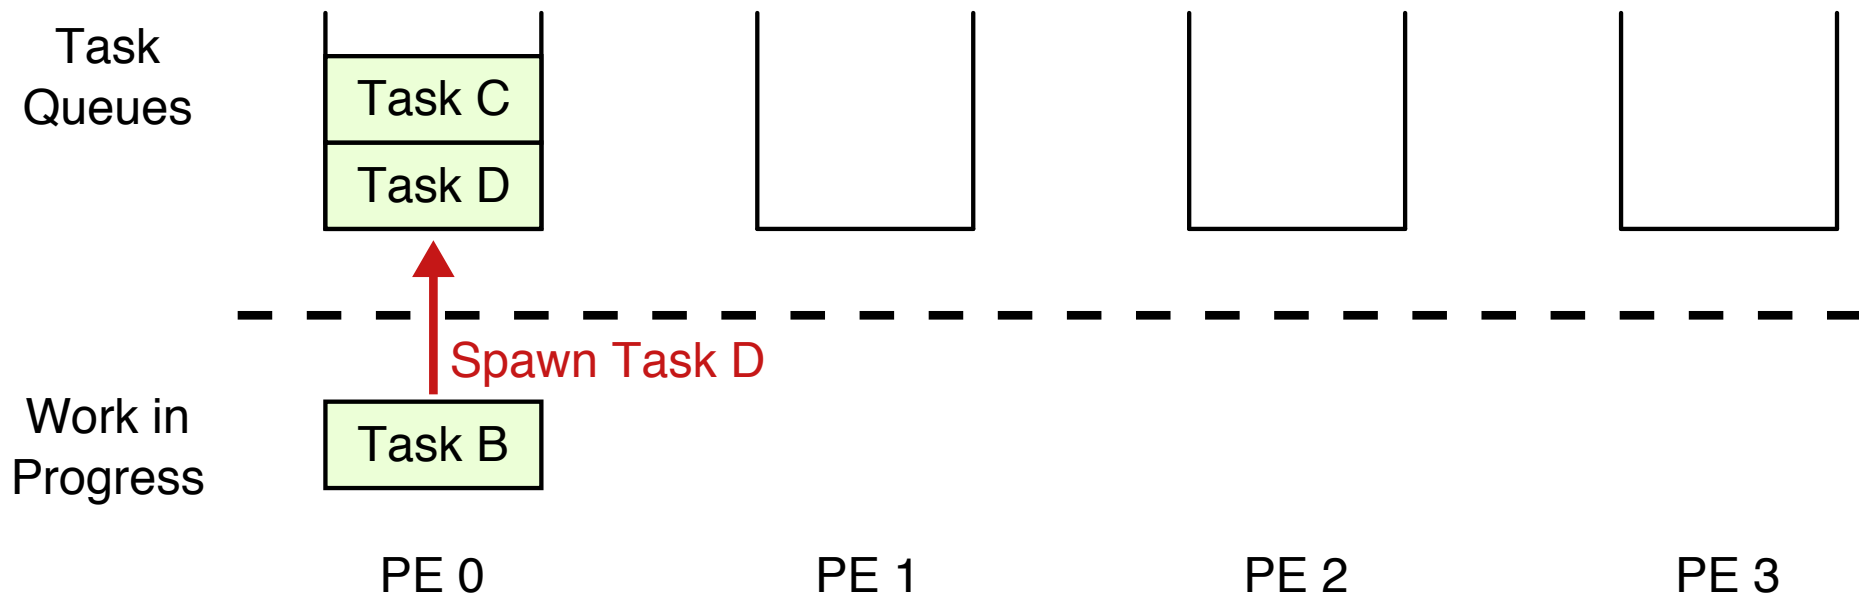 Task
Queues
Task C
Task D
Spawn Task D
Work in
Progress
Task B
PE 0
PE 1
PE 2
PE 3